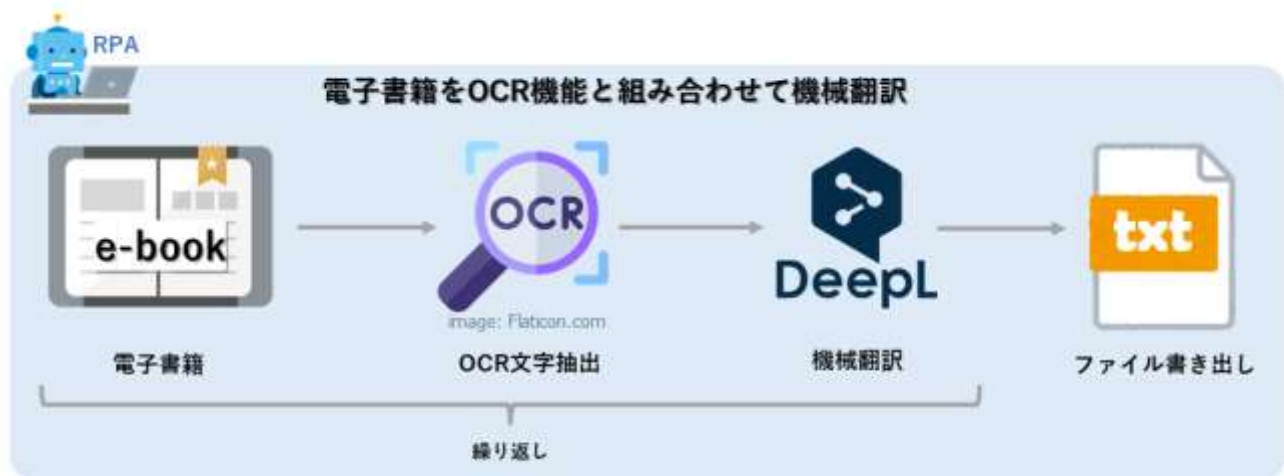 RPA
電子書籍をOCR機能と組み合わせて機械翻訳
e-book
OCR
image: Flaticon.com
DeepL
txt
電子書籍
OCR文字抽出
機械翻訳
ファイル書き出し
繰り返し